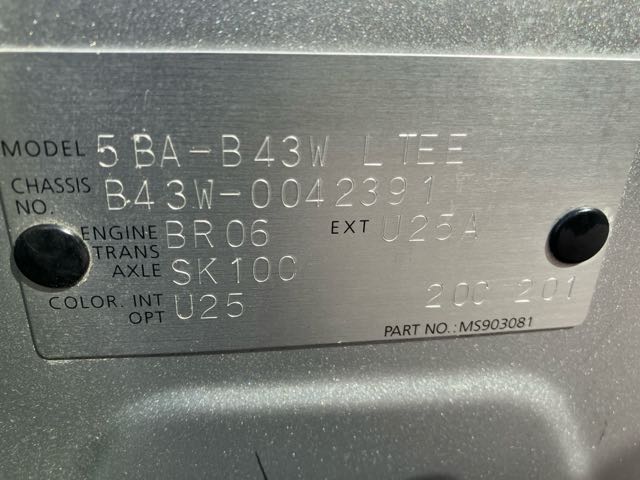 MODEL 5BA-B43W LTEE
CHASSIS NO. B43W-0042391
ENGINE BR06 EXT U25A
TRANS AXLE SK10C
COLOR. INT U25
OPT 20C 201
PART NO.:MS903081